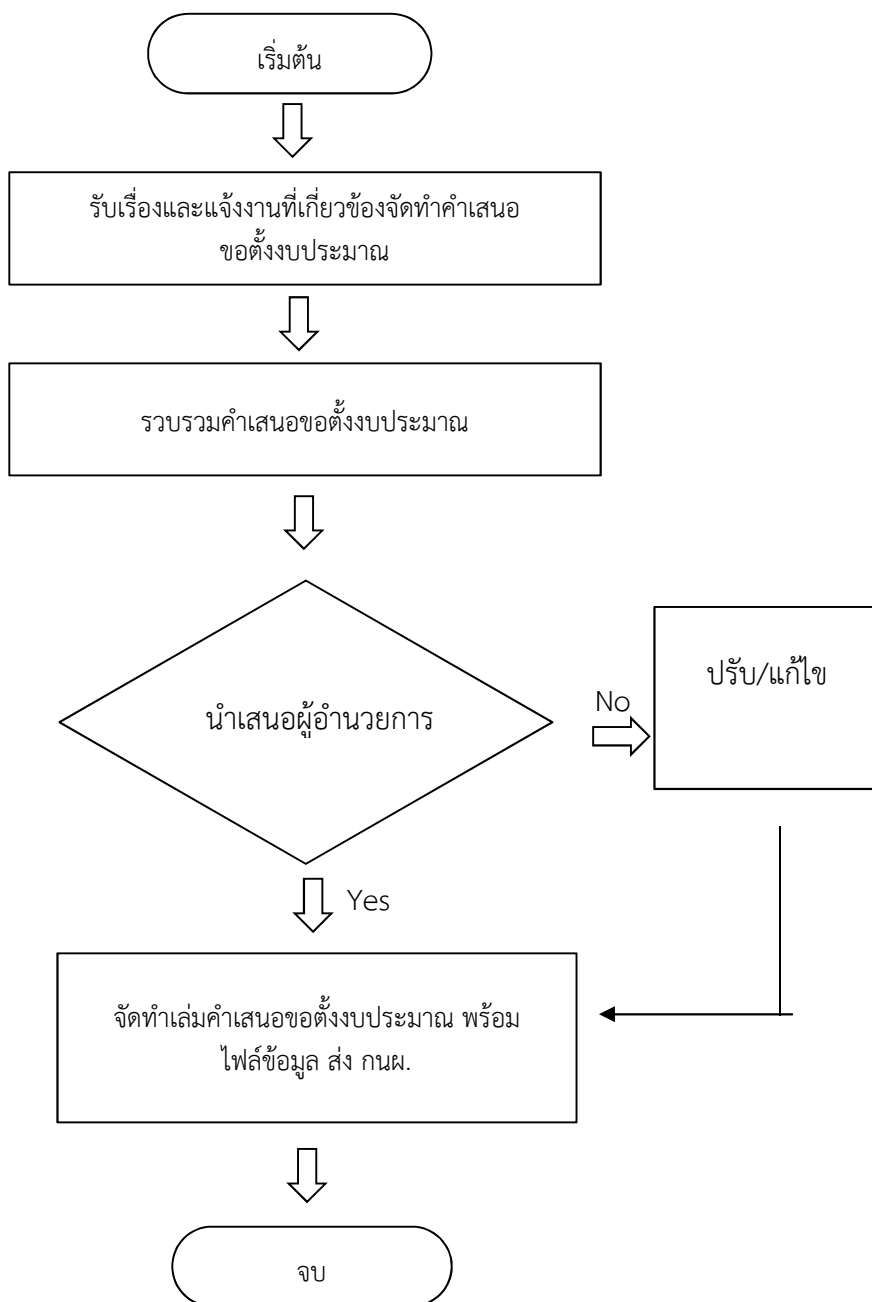 เริ่มต้น
รับเรื่องและแจ้งงานที่เกี่ยวข้องจัดทำคำเสนอ
ขอตั้งงบประมาณ
รวบรวมคำเสนอขอตั้งงบประมาณ
นำเสนอผู้อำนวยการ
No
ปรับ/แก้ไข
Yes
จัดทำเล่มคำเสนอขอตั้งงบประมาณ พร้อม
ไฟล์ข้อมูล ส่ง กนผ.
จบ